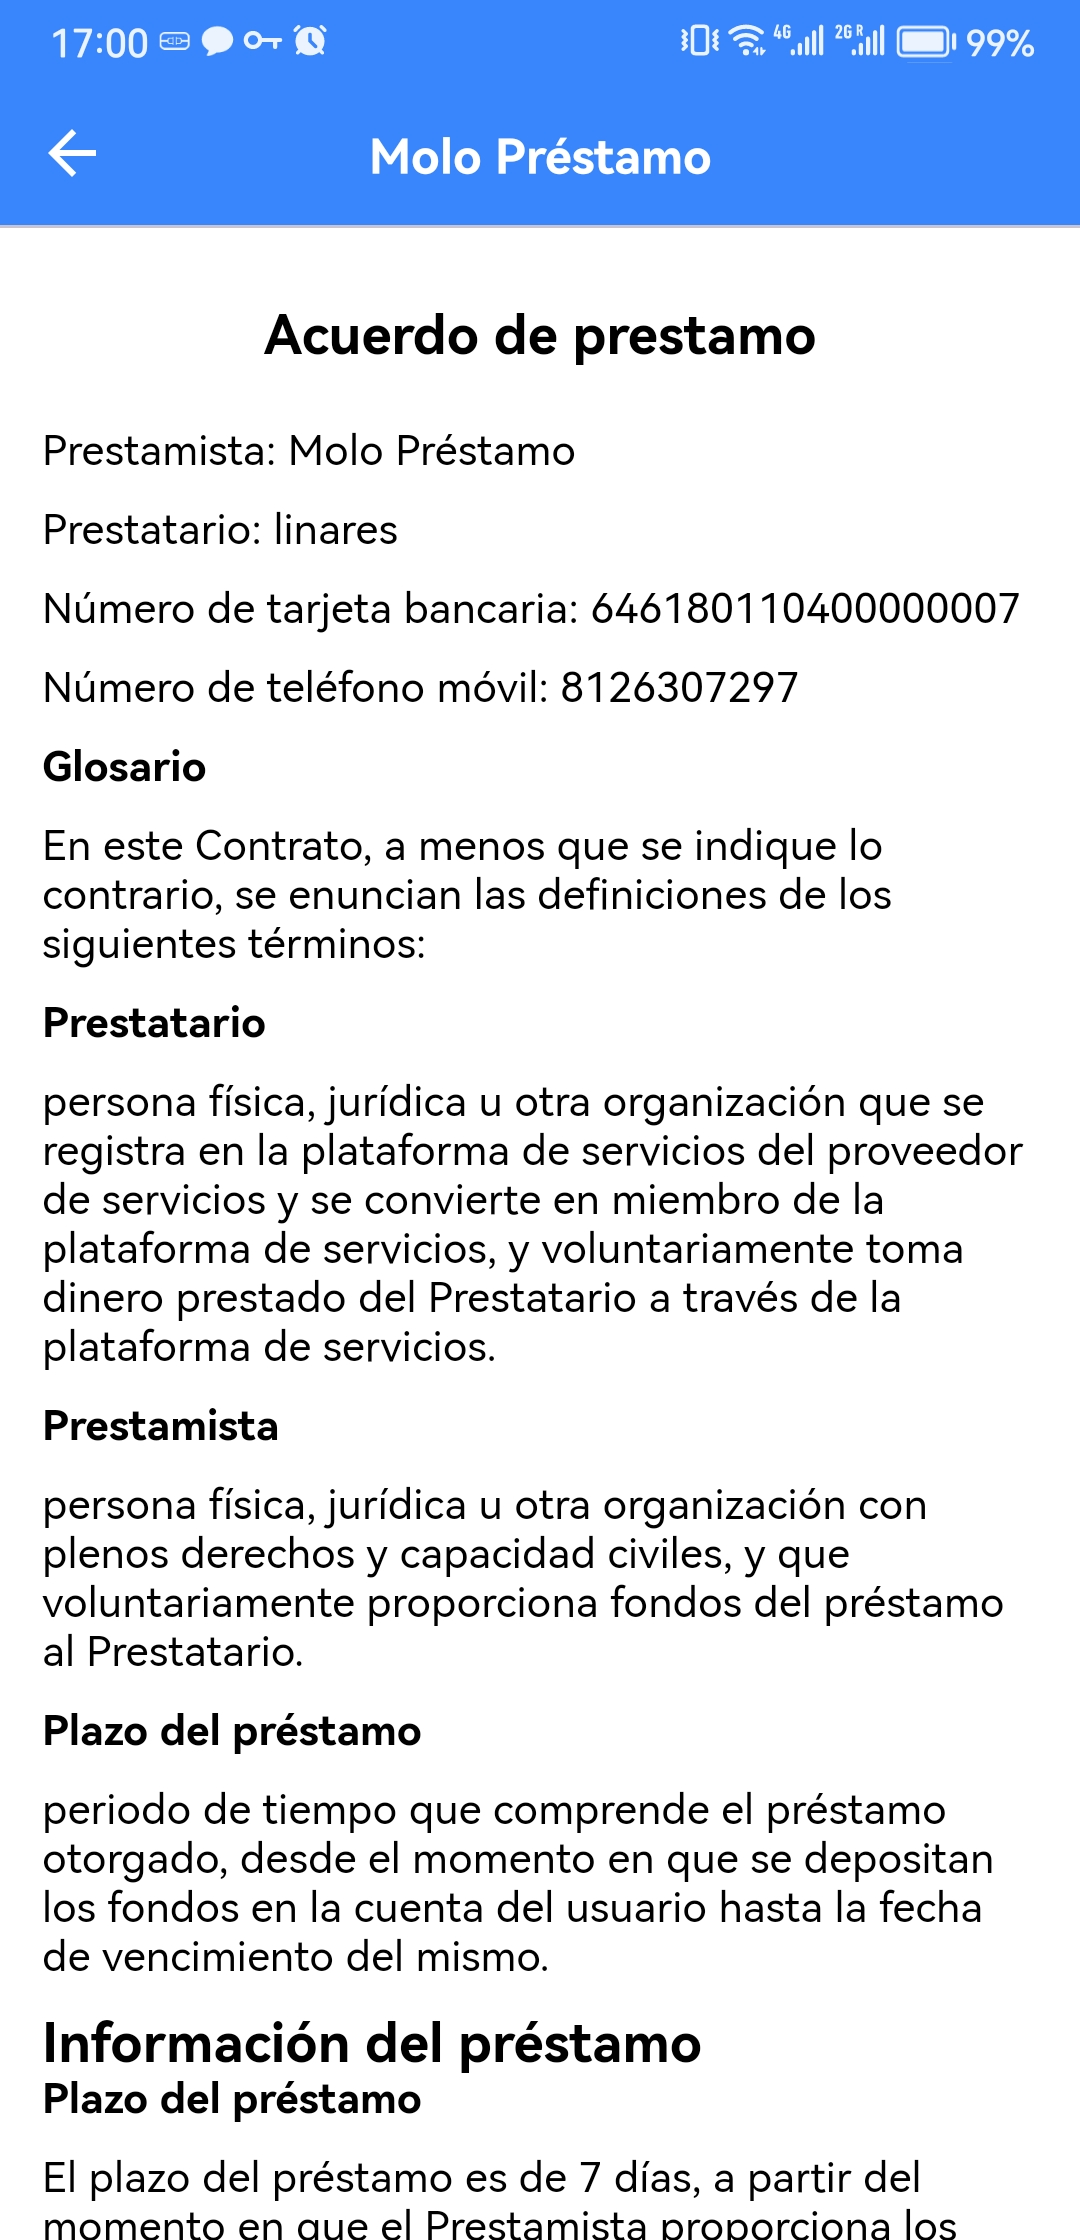 17:00
4G
2G R
99%
Molo Préstamo
Acuerdo de prestamo
Prestamista: Molo Préstamo
Prestatario: linares
Número de tarjeta bancaria: 646180110400000007
Número de teléfono móvil: 8126307297
Glosario
En este Contrato, a menos que se indique lo
contrario, se enuncian las definiciones de los
siguientes términos:
Prestatario
persona física, jurídica u otra organización que se
registra en la plataforma de servicios del proveedor
de servicios y se convierte en miembro de la
plataforma de servicios, y voluntariamente toma
dinero prestado del Prestatario a través de la
plataforma de servicios.
Prestamista
persona física, jurídica u otra organización con
plenos derechos y capacidad civiles, y que
voluntariamente proporciona fondos del préstamo
al Prestatario.
Plazo del préstamo
periodo de tiempo que comprende el préstamo
otorgado, desde el momento en que se depositan
los fondos en la cuenta del usuario hasta la fecha
de vencimiento del mismo.
Información del préstamo
Plazo del préstamo
El plazo del préstamo es de 7 días, a partir del
momento en que el Prestamista proporciona los